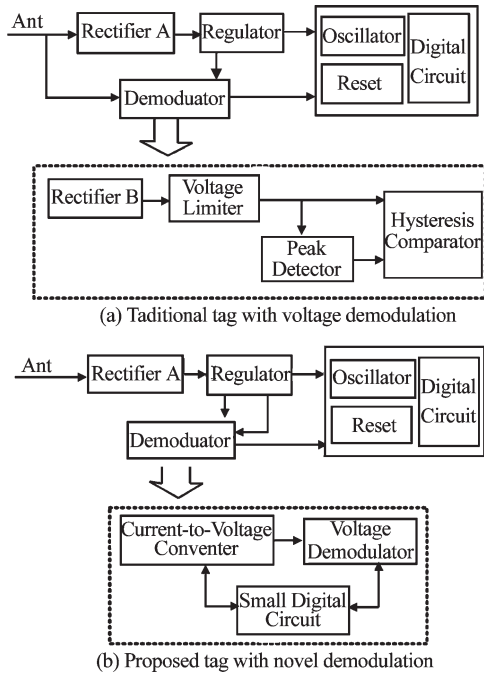 Ant
Rectifier A
Regulator
Oscillator
Digital
Circuit
Reset
Demoduator
Rectifier B
Voltage
Limiter
Hysteresis
Comparator
Peak
Detector
(a) Taditional tag with voltage demodulation
Ant
Rectifier A
Regulator
Oscillator
Digital
Circuit
Reset
Demoduator
Current-to-Voltage
Conventer
Voltage
Demodulator
Small Digital
Circuit
(b) Proposed tag with novel demodulation